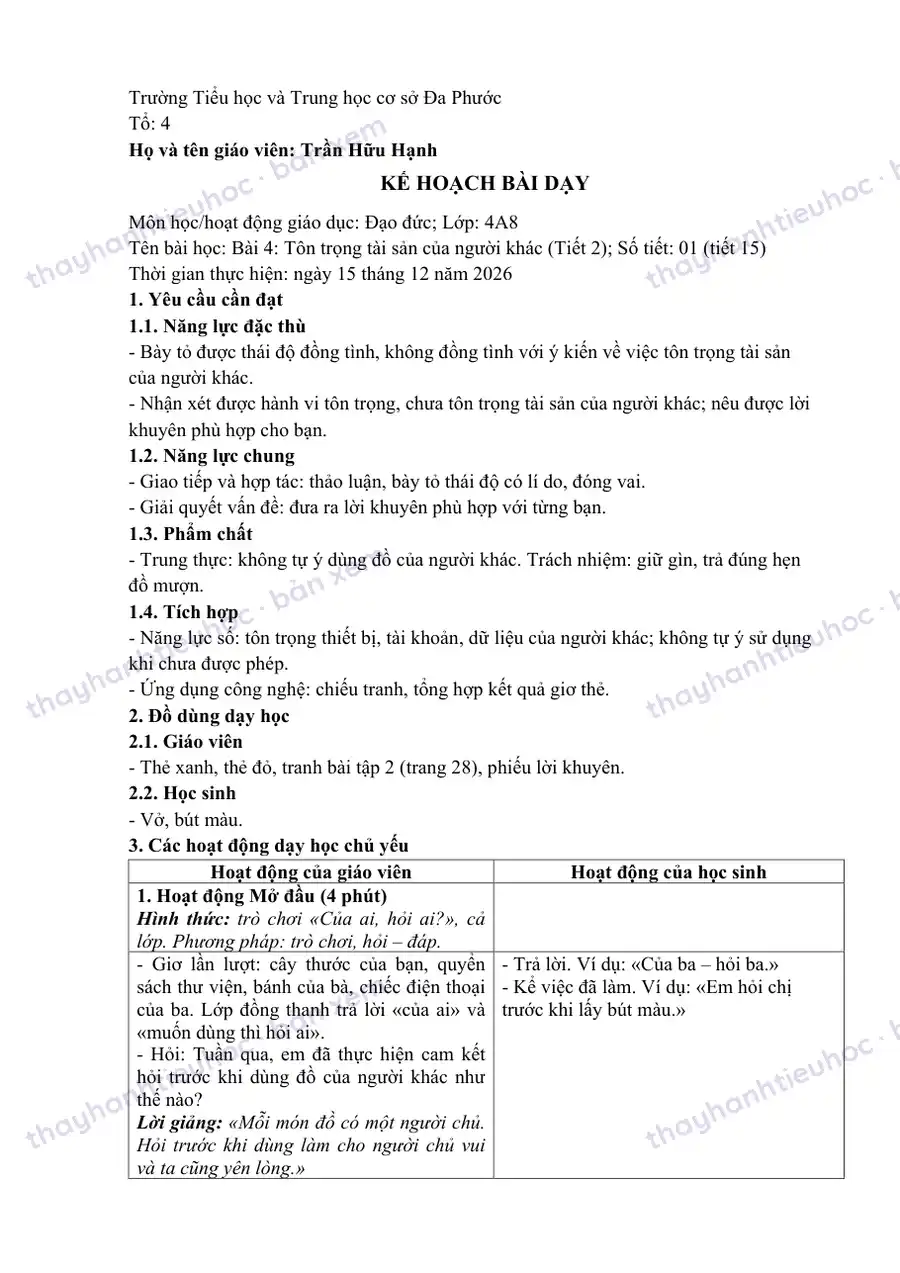 Trường Tiểu học và Trung học cơ sở Đa Phước
Tổ: 4
Họ và tên giáo viên: Trần Hữu Hạnh
KẾ HOẠCH BÀI DẠY
Môn học/hoạt động giáo dục: Đạo đức; Lớp: 4A8
Tên bài học: Bài 4: Tôn trọng tài sản của người khác (Tiết 2); Số tiết: 01 (tiết 15)
Thời gian thực hiện: ngày 15 tháng 12 năm 2026
1. Yêu cầu cần đạt
1.1. Năng lực đặc thù
- Bày tỏ được thái độ đồng tình, không đồng tình với ý kiến về việc tôn trọng tài sản
của người khác.
- Nhận xét được hành vi tôn trọng, chưa tôn trọng tài sản của người khác; nêu được lời
khuyên phù hợp cho bạn.
1.2. Năng lực chung
- Giao tiếp và hợp tác: thảo luận, bày tỏ thái độ có lí do, đóng vai.
- Giải quyết vấn đề: đưa ra lời khuyên phù hợp với từng bạn.
1.3. Phẩm chất
- Trung thực: không tự ý dùng đồ của người khác. Trách nhiệm: giữ gìn, trả đúng hẹn
đồ mượn.
1.4. Tích hợp
- Năng lực số: tôn trọng thiết bị, tài khoản, dữ liệu của người khác; không tự ý sử dụng
khi chưa được phép.
- Ứng dụng công nghệ: chiếu tranh, tổng hợp kết quả giơ thẻ.
2. Đồ dùng dạy học
2.1. Giáo viên
- Thẻ xanh, thẻ đỏ, tranh bài tập 2 (trang 28), phiếu lời khuyên.
2.2. Học sinh
- Vở, bút màu.
3. Các hoạt động dạy học chủ yếu
Hoạt động của giáo viên
Hoạt động của học sinh
1. Hoạt động Mở đầu (4 phút)
Hình thức: trò chơi «Của ai, hỏi ai?», cả
lớp. Phương pháp: trò chơi, hỏi – đáp.
- Giơ lần lượt: cây thước của bạn, quyển
sách thư viện, bánh của bà, chiếc điện thoại
của ba. Lớp đồng thanh trả lời «của ai» và
«muốn dùng thì hỏi ai».
- Hỏi: Tuần qua, em đã thực hiện cam kết
hỏi trước khi dùng đồ của người khác như
thế nào?
Lời giảng: «Mỗi món đồ có một người chủ.
Hỏi trước khi dùng làm cho người chủ vui
và ta cũng yên lòng.»
- Trả lời. Ví dụ: «Của ba – hỏi ba.»
- Kể việc đã làm. Ví dụ: «Em hỏi chị
trước khi lấy bút màu.»
thayhanhtieuhoc · bản xem
thayhanhtieuhoc · b
thayhanhtieuhoc · bản xem
thayhanhtieuhoc · b
thayhanhtieuhoc · bản xem
thayhanhtieuhoc · b